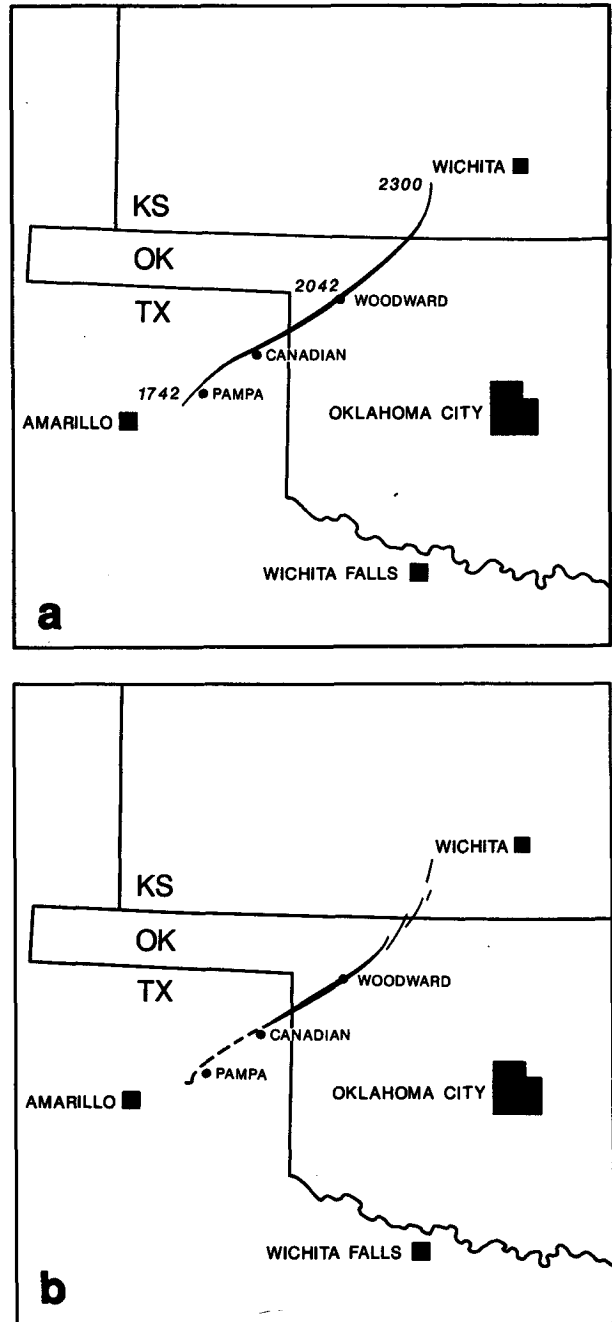 WICHITA
2300
KS
OK
2042
TX
WOODWARD
CANADIAN
1742
PAMPA
AMARILLO
OKLAHOMA CITY
WICHITA FALLS
a
WICHITA
KS
OK
TX
WOODWARD
CANADIAN
PAMPA
AMARILLO
OKLAHOMA CITY
WICHITA FALLS
b